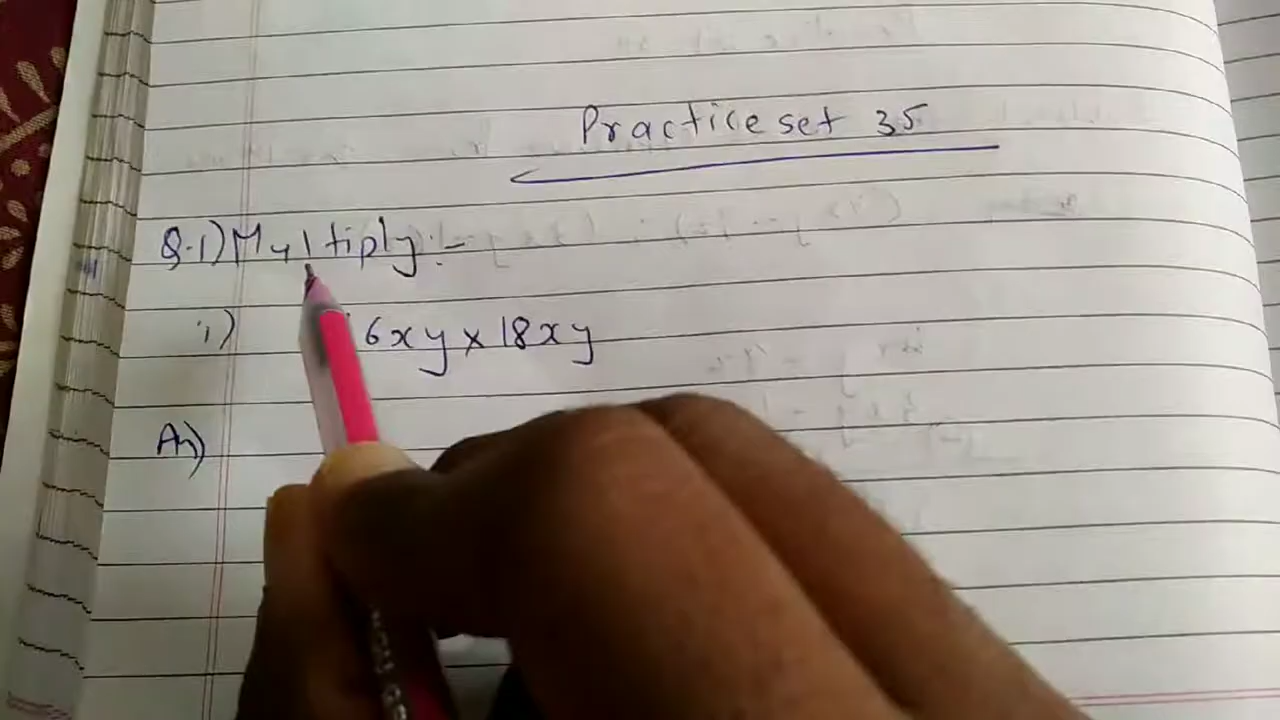 Practice set 35
Q.1) Multiply :-
i) 6xy × 18xy
An)